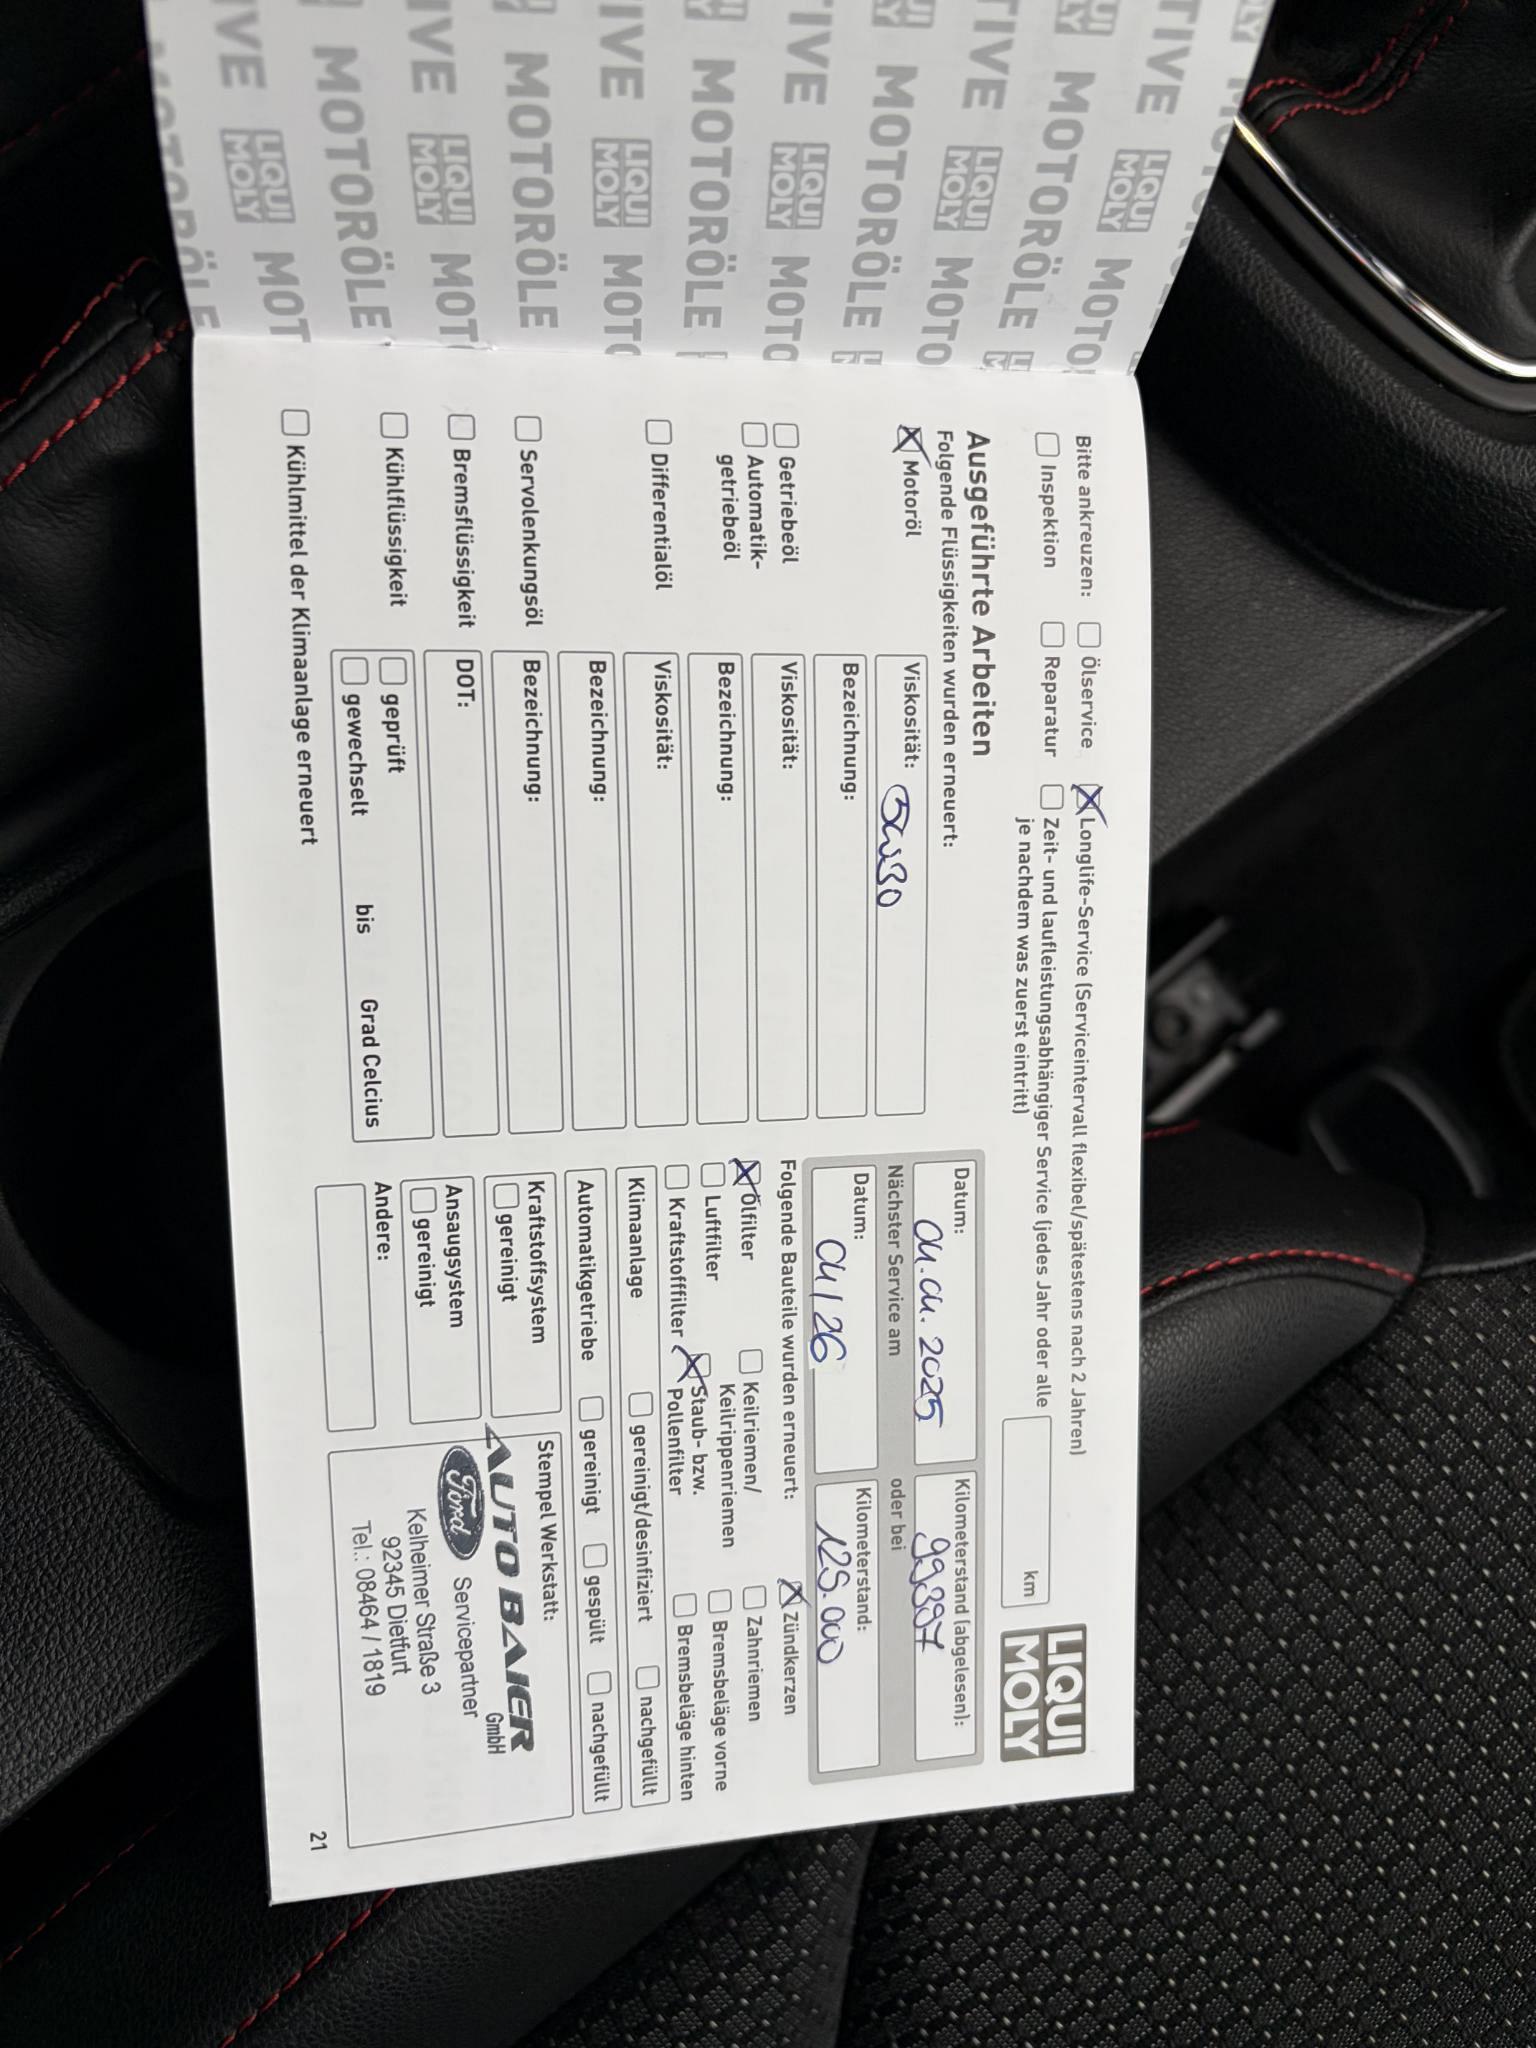 TIVE LIQUI MOLY MOTORÖLE
MOTORÖLE LIQUI MOLY
Bitte ankreuzen:
Ölservice
Longlife-Service (Serviceintervall flexibel/spätestens nach 2 Jahren)
Inspektion
Reparatur
Zeit- und laufleistungsabhängiger Service (jedes Jahr oder alle
km
je nachdem was zuerst eintritt)
LIQUI
MOLY
Ausgeführte Arbeiten
Folgende Flüssigkeiten wurden erneuert:
Motoröl
Viskosität: 5W30
Bezeichnung:
Getriebeöl
Automatik-
getriebeöl
Viskosität:
Bezeichnung:
Differentialöl
Viskosität:
Bezeichnung:
Servolenkungsöl
Bezeichnung:
Bremsflüssigkeit
DOT:
Kühlflüssigkeit
geprüft
gewechselt bis Grad Celcius
Kühlmittel der Klimaanlage erneuert
Datum:
04.04.2025
Kilometerstand (abgelesen):
99397
Nächster Service am oder bei
Datum:
04/26
Kilometerstand:
125.000
Folgende Bauteile wurden erneuert:
Zündkerzen
Ölfilter
Keilriemen/
Keilrippenriemen
Zahnriemen
Luftfilter
Staub- bzw.
Pollenfilter
Bremsbeläge vorne
Kraftstofffilter
Bremsbeläge hinten
Klimaanlage gereinigt/desinfiziert nachgefüllt
Automatikgetriebe gereinigt gespült nachgefüllt
Kraftstoffsystem
gereinigt
Ansaugsystem
gereinigt
Andere:
Stempel Werkstatt:
AUTO BAIER
GmbH
Ford Servicepartner
Kelheimer Straße 3
92345 Dietfurt
Tel.: 08464 / 1819
21